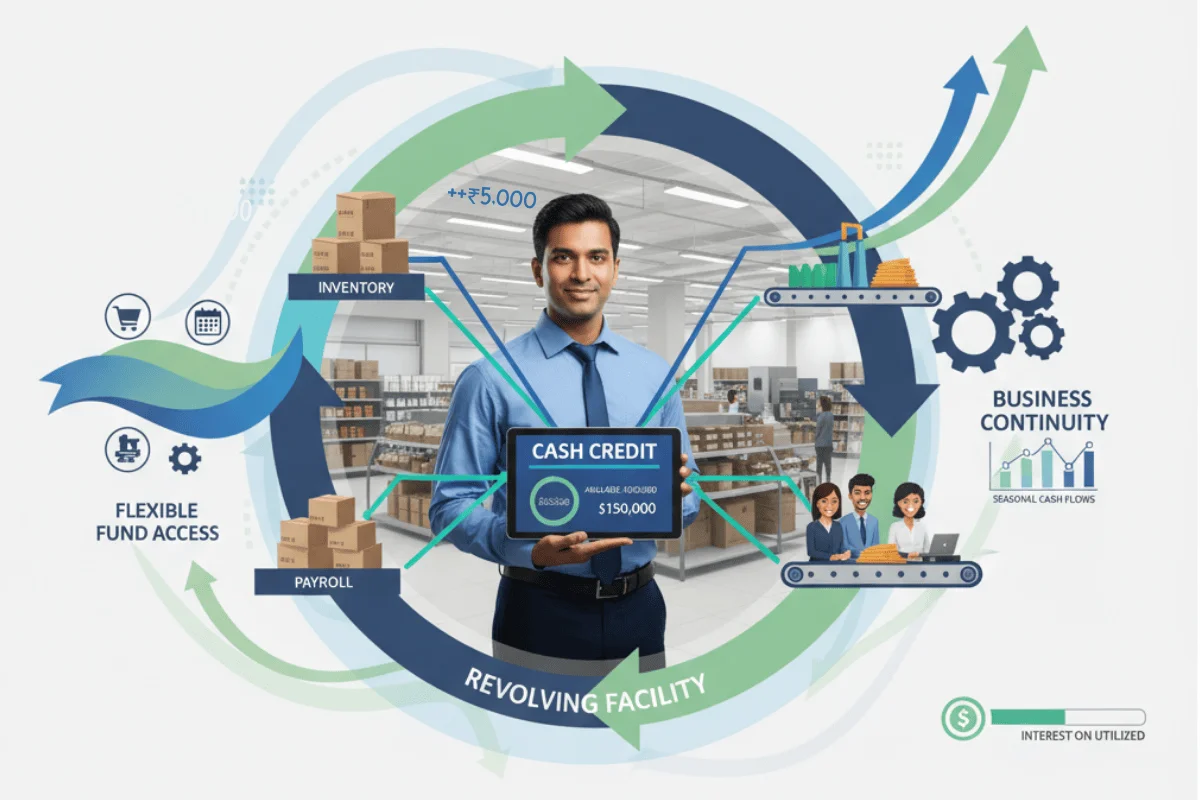 ++₹5.000
INVENTORY
CASH CREDIT
$150,000
BUSINESS
CONTINUITY
SEASONAL CASH FLOWS
FLEXIBLE
FUND ACCESS
PAYROLL
REVOLVING FACILITY
$
INTEREST ON UTILIZED